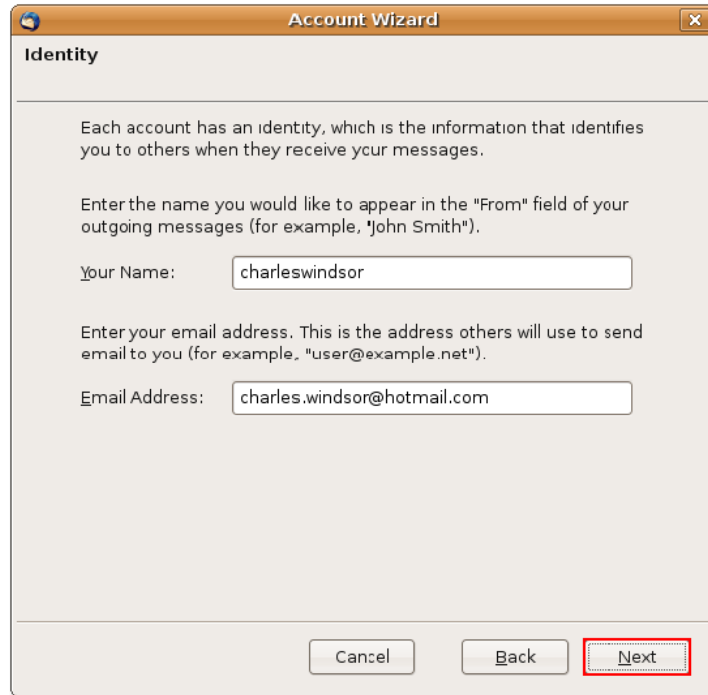 Account Wizard
Identity
Each account has an identity, which is the information that identifies
you to others when they receive your messages.
Enter the name you would like to appear in the "From" field of your
outgoing messages (for example, "John Smith").
Your Name: charleswindsor
Enter your email address. This is the address others will use to send
email to you (for example, "user@example.net").
Email Address: charles.windsor@hotmail.com
Cancel Back Next